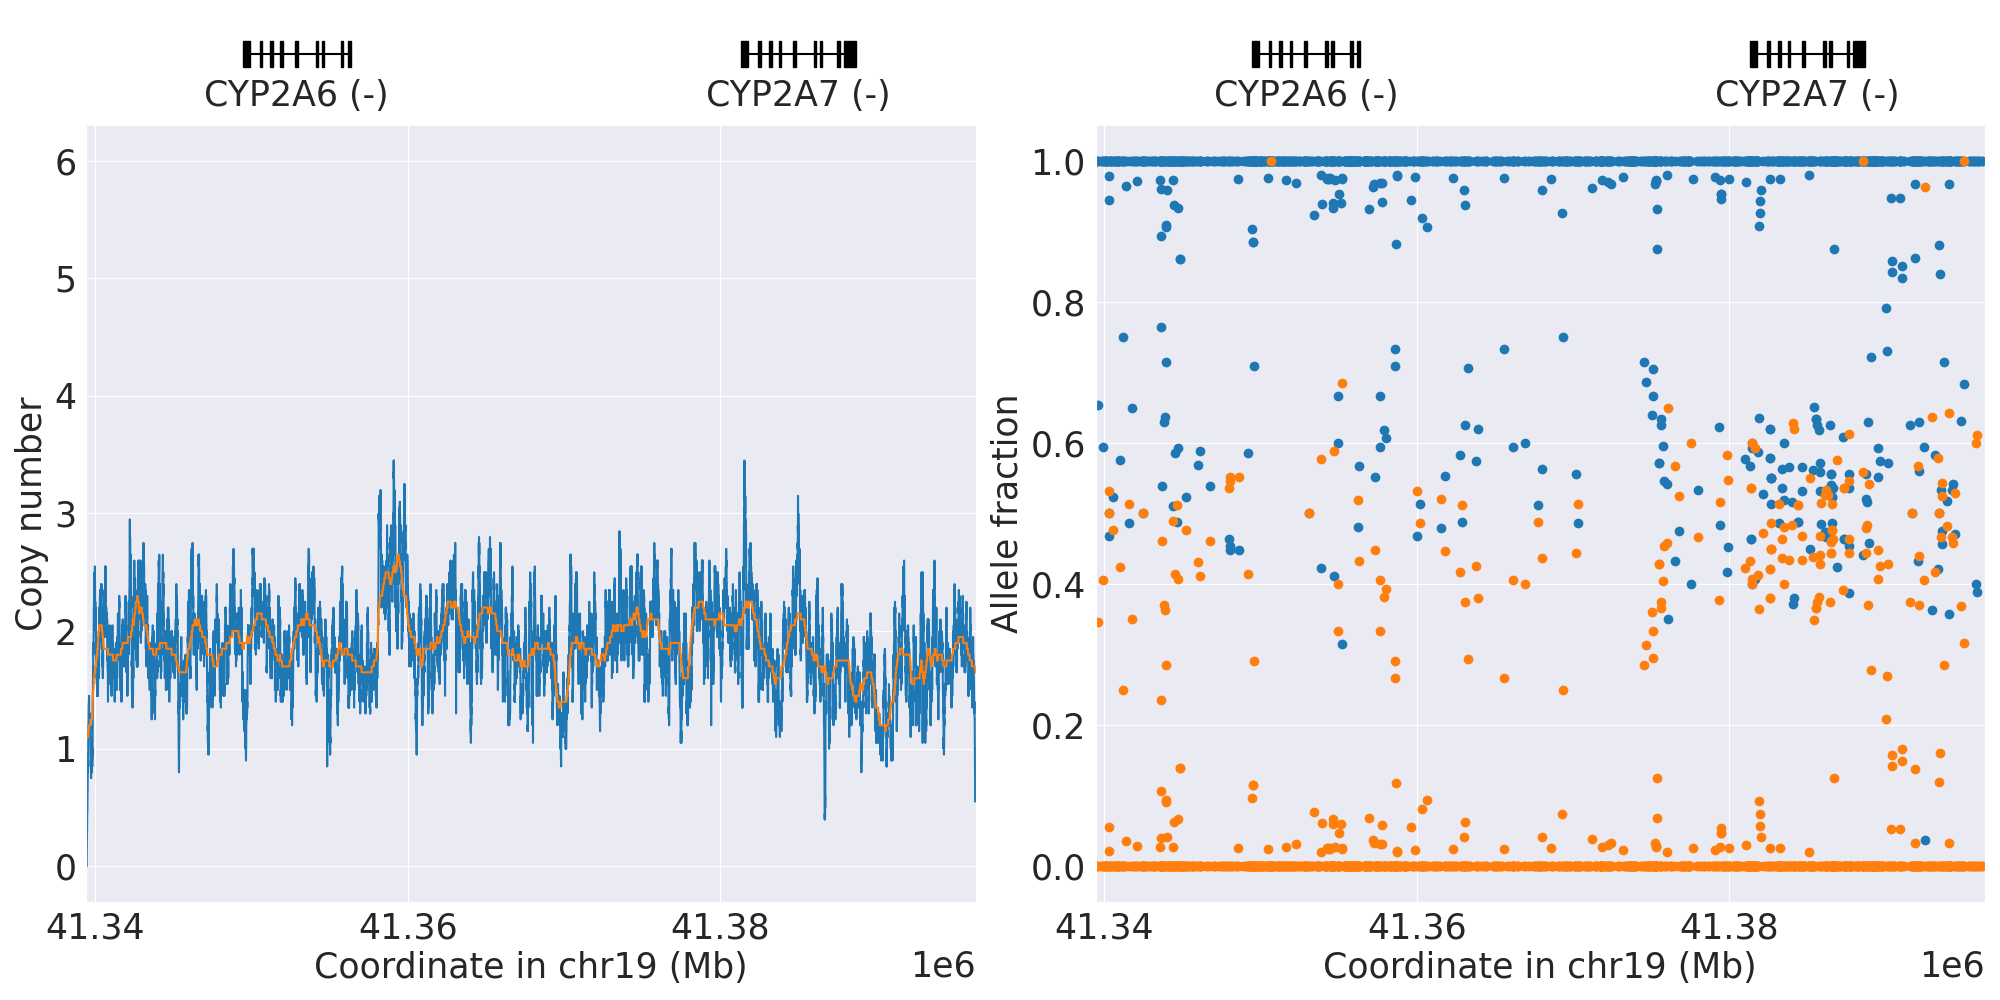 CYP2A6 (-)
CYP2A7 (-)
CYP2A6 (-)
CYP2A7 (-)
6
5
4
3
2
1
0
Copy number
41.34
41.36
41.38
Coordinate in chr19 (Mb)
1e6
1.0
0.8
0.6
0.4
0.2
0.0
Allele fraction
41.34
41.36
41.38
Coordinate in chr19 (Mb)
1e6